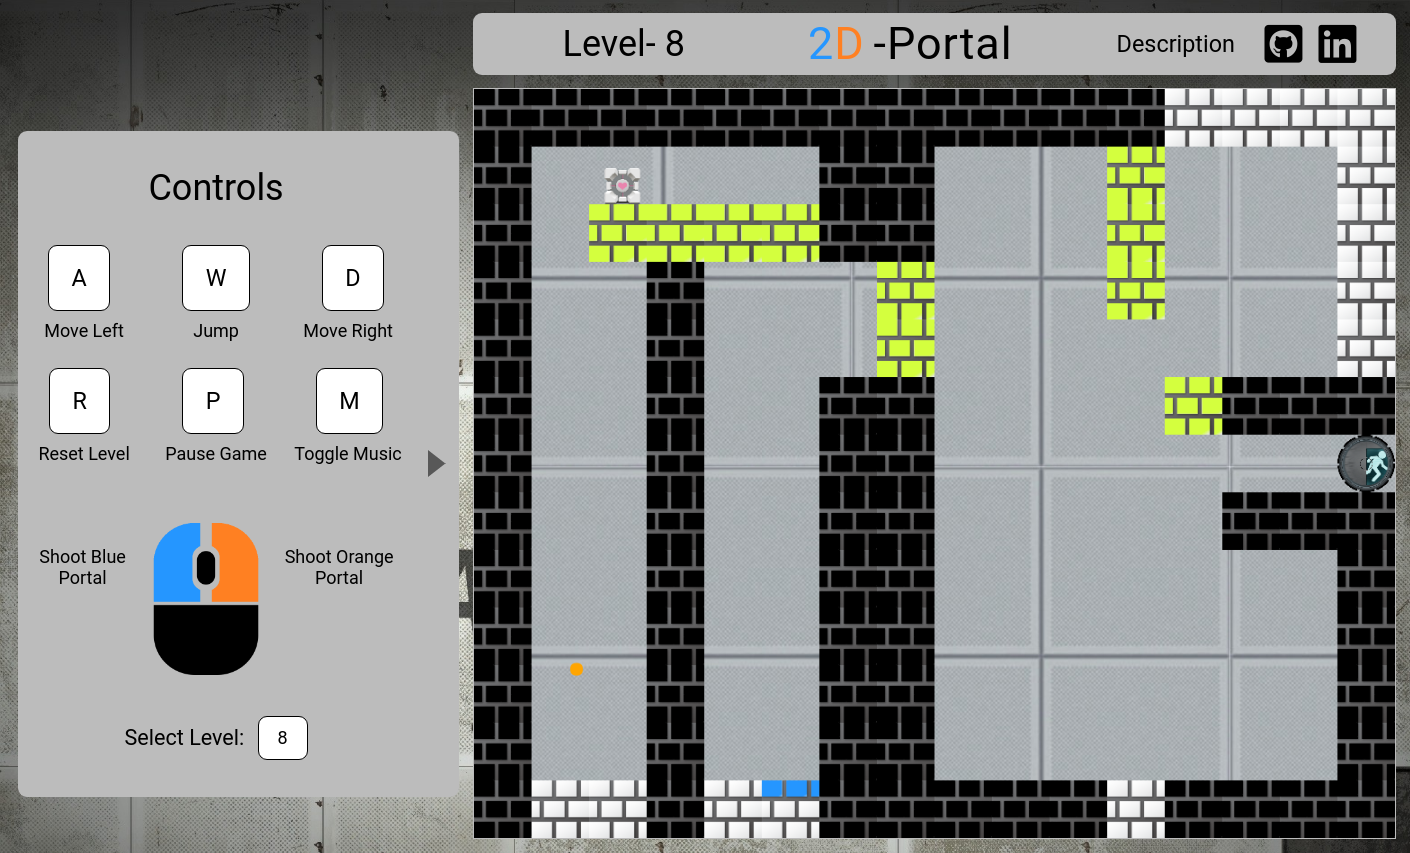 Level- 8
2D -Portal
Description
Controls
A
W
D
Move Left
Jump
Move Right
R
P
M
Reset Level
Pause Game
Toggle Music
Shoot Blue
Portal
Shoot Orange
Portal
Select Level: 8